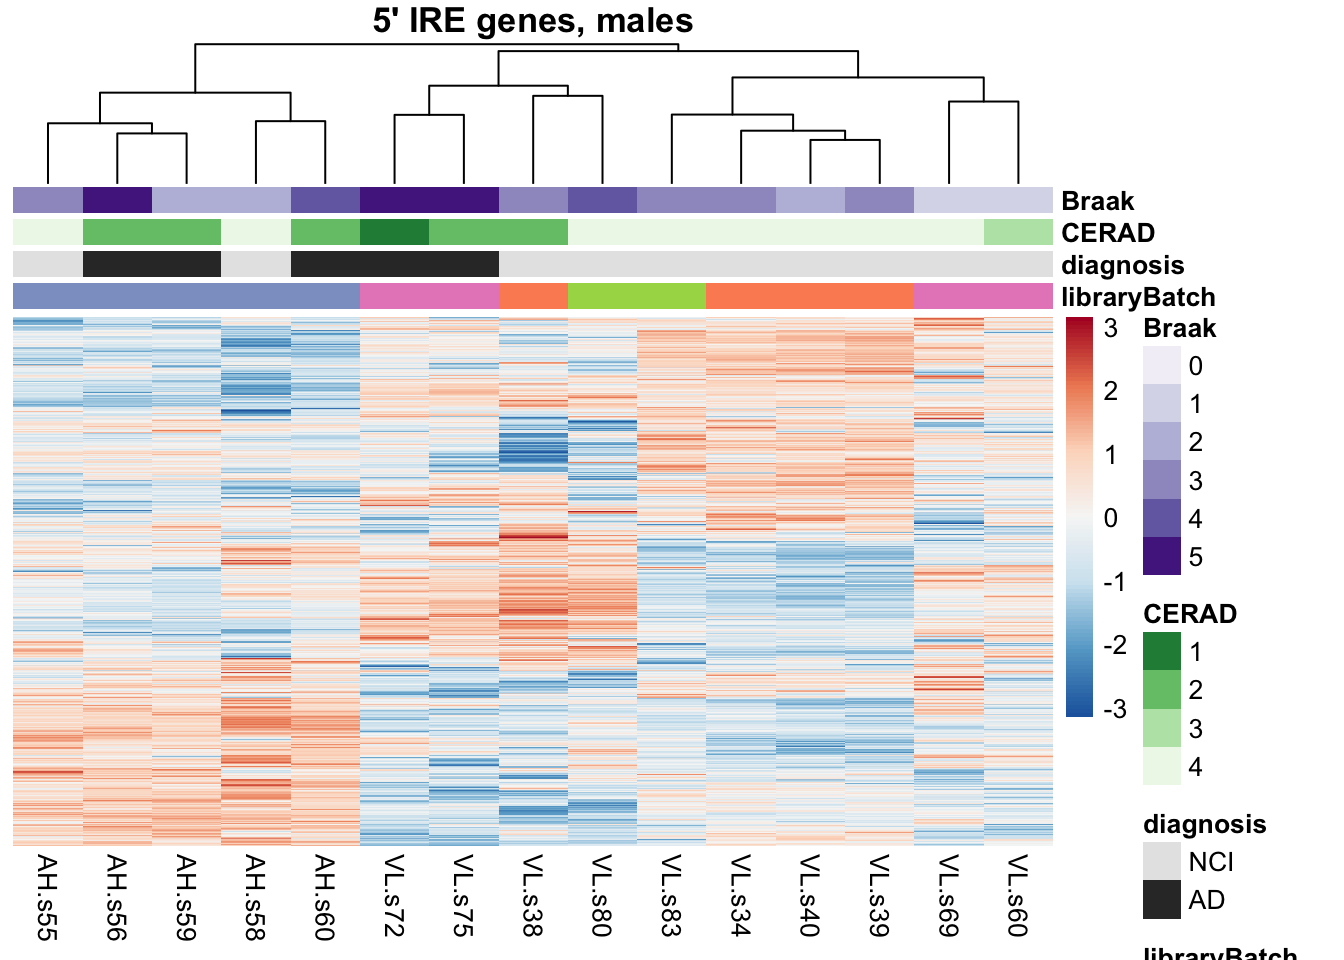 5' IRE genes, males
Braak
CERAD
diagnosis
libraryBatch
3
2
1
0
-1
-2
-3
Braak
0
1
2
3
4
5
CERAD
1
2
3
4
diagnosis
NCI
AD
libraryBatch
AH.s55
AH.s56
AH.s59
AH.s58
AH.s60
VL.s72
VL.s75
VL.s38
VL.s80
VL.s83
VL.s34
VL.s40
VL.s39
VL.s69
VL.s60